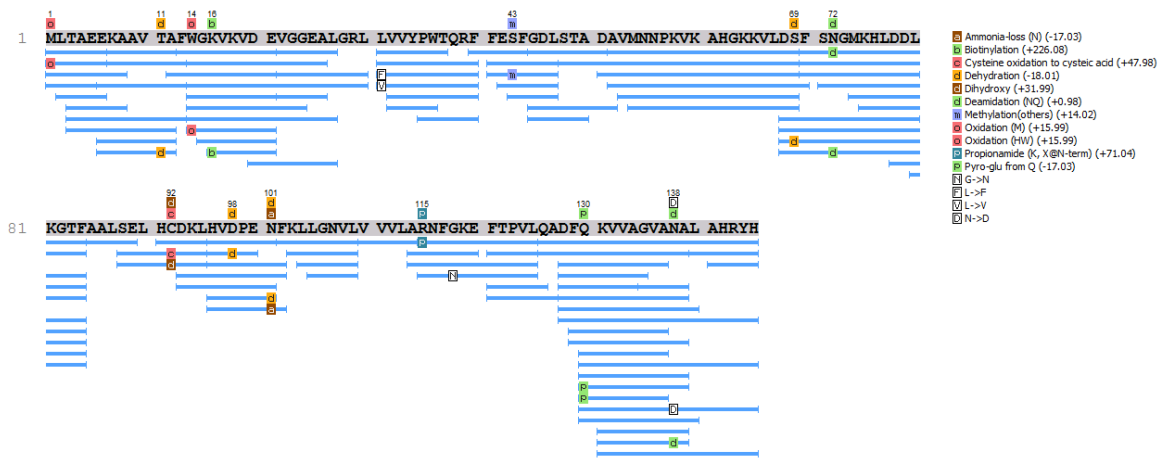 1 11 14 16 43 69 72
o d o b m d d
1 MLTAEEKAAV TAFWGKVKVD EVGGEALGRL LVVYPWTQRF FESFGDLSTA DAVMNNPKVK AHGKKVLDSF SNGMKHLDDL
d
o
F m
V
o
d
d b d
a Ammonia-loss (N) (-17.03)
b Biotinylation (+226.08)
c Cysteine oxidation to cysteic acid (+47.98)
d Dehydration (-18.01)
d Dihydroxy (+31.99)
d Deamidation (NQ) (+0.98)
m Methylation(others) (+14.02)
o Oxidation (M) (+15.99)
o Oxidation (HW) (+15.99)
P Propionamide (K, X@N-term) (+71.04)
p Pyro-glu from Q (-17.03)
N G->N
F L->F
V L->V
D N->D
92 98 101 115 130 138
d d D
c d a P p d
81 KGTFAALSEL HCDKLHVDPE NFKLLGNVLV VVLARNFGKE FTPVLQADFQ KVVAGVANAL AHRYH
P
c d
d
N
d
a
p
p
D
d